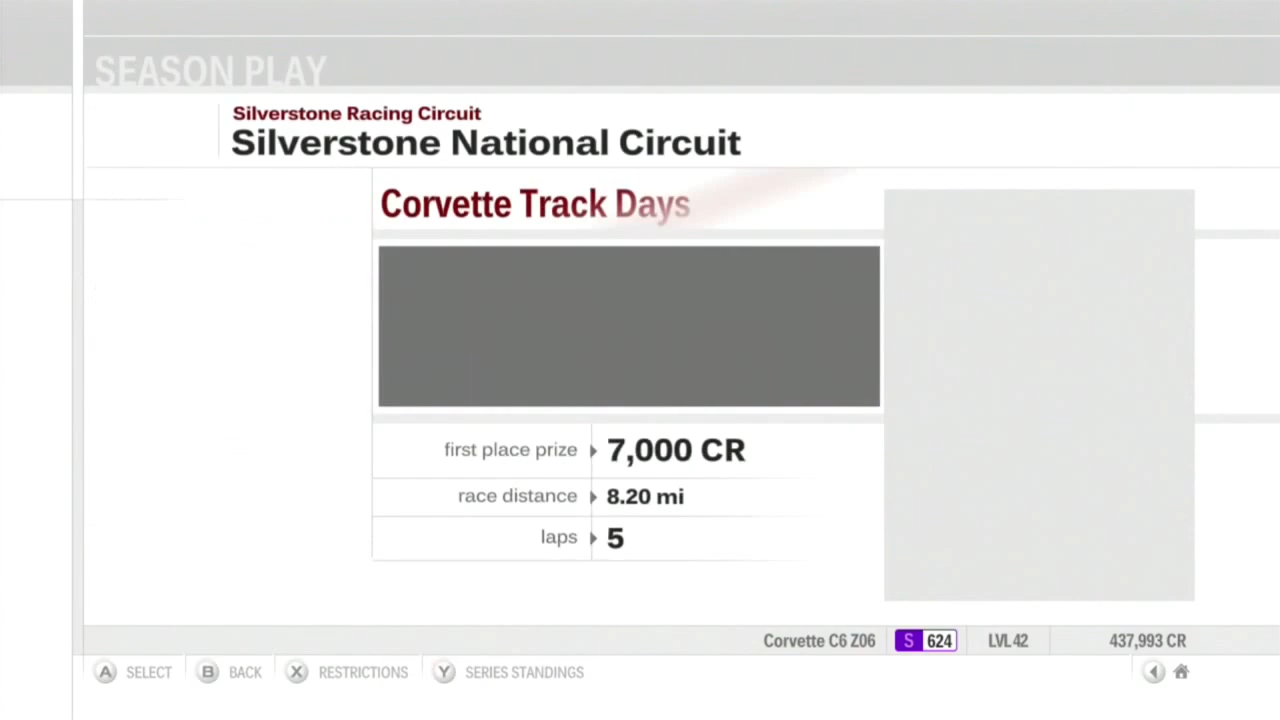 SEASON PLAY
Silverstone Racing Circuit
Silverstone National Circuit
Corvette Track Days
first place prize 7,000 CR
race distance 8.20 mi
laps 5
Corvette C6 Z06 S 624 LVL 42 437,993 CR
A SELECT B BACK X RESTRICTIONS Y SERIES STANDINGS